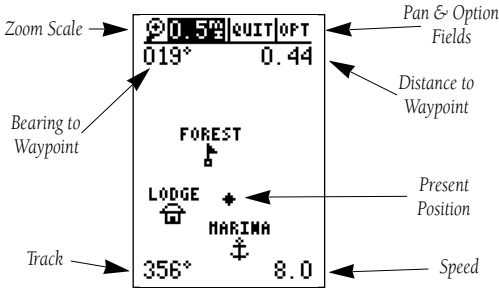 Zoom Scale
Pan & Option
Fields
0.5mi QUIT OPT
019° 0.44
Bearing to
Waypoint
Distance to
Waypoint
FOREST
LODGE
MARINA
Present
Position
Track
356° 8.0
Speed